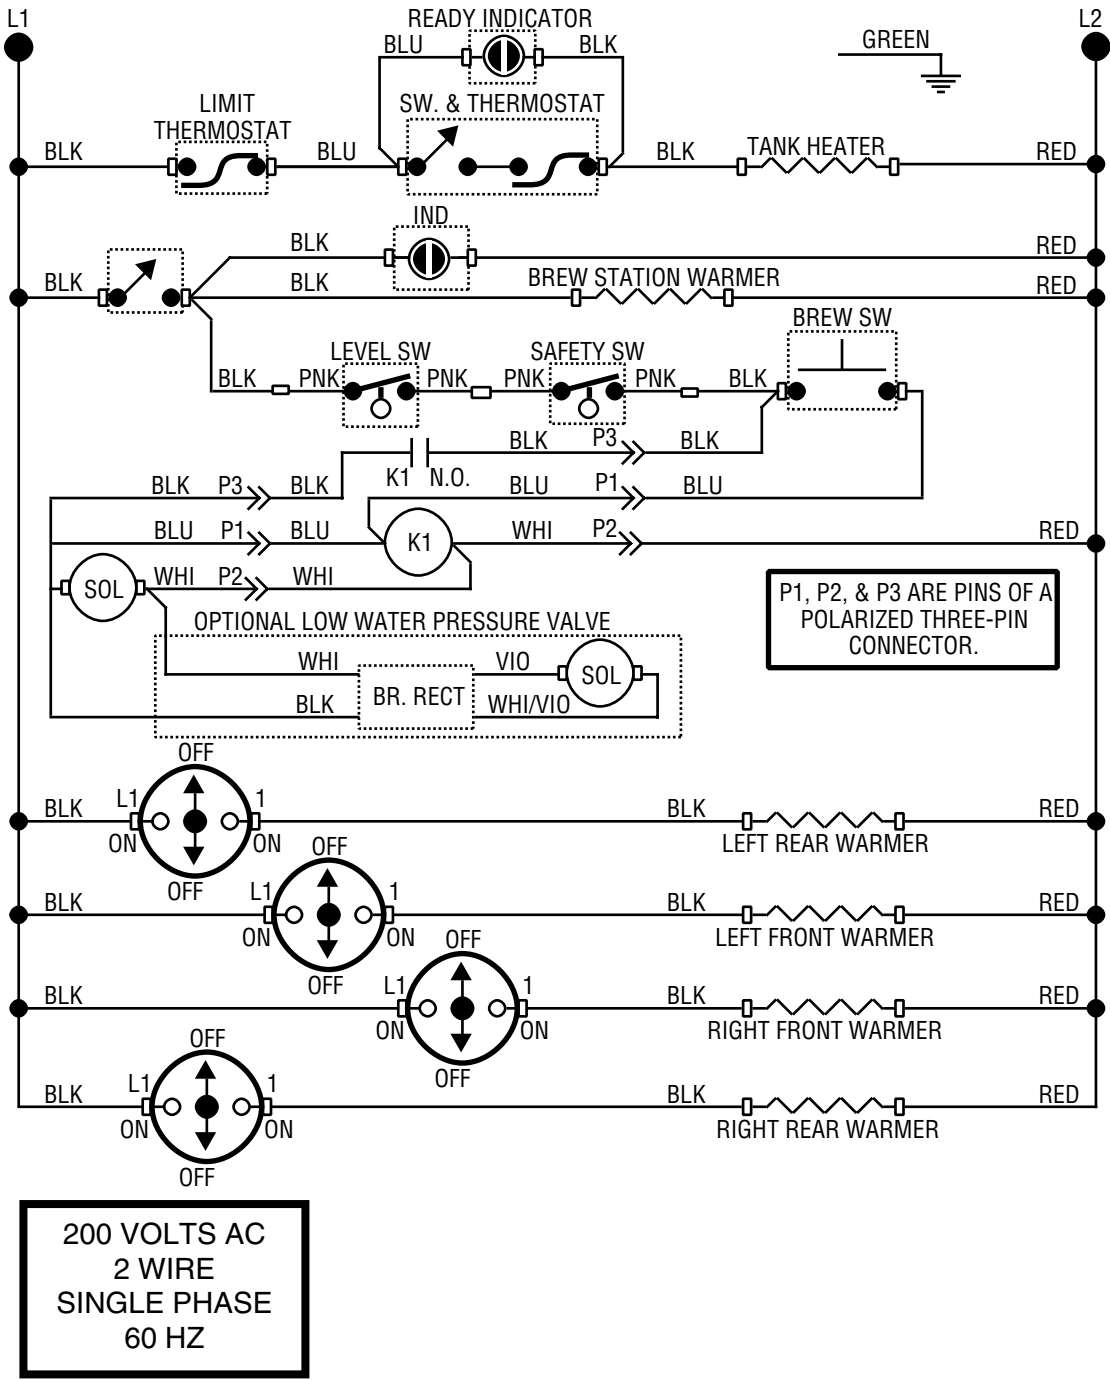 L1
READY INDICATOR
L2
BLU
BLK
GREEN
LIMIT
THERMOSTAT
SW. & THERMOSTAT
BLK
BLU
BLK
TANK HEATER
RED
IND
BLK
RED
BLK
BLK
BREW STATION WARMER
RED
BREW SW
LEVEL SW
SAFETY SW
BLK
PNK
PNK
PNK
PNK
BLK
BLK
P3
BLK
K1
N.O.
BLK
P3
BLK
BLU
P1
BLU
BLU
P1
BLU
K1
WHI
P2
RED
SOL
WHI
P2
WHI
P1, P2, & P3 ARE PINS OF A
POLARIZED THREE-PIN
CONNECTOR.
OPTIONAL LOW WATER PRESSURE VALVE
WHI
VIO
SOL
BR. RECT
BLK
WHI/VIO
OFF
BLK
L1
1
BLK
RED
ON
ON
LEFT REAR WARMER
OFF
OFF
BLK
L1
1
BLK
RED
ON
ON
LEFT FRONT WARMER
OFF
OFF
BLK
L1
1
BLK
RED
ON
ON
RIGHT FRONT WARMER
OFF
OFF
BLK
L1
1
BLK
RED
ON
ON
RIGHT REAR WARMER
OFF
200 VOLTS AC
2 WIRE
SINGLE PHASE
60 HZ